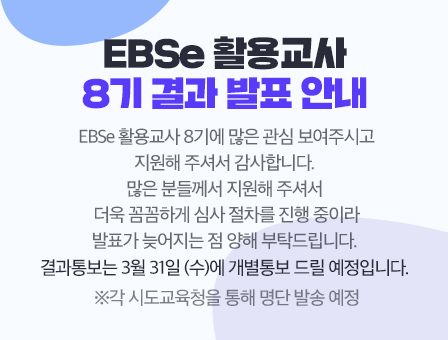 EBSe 활용교사
8기 결과 발표 안내
EBSe 활용교사 8기에 많은 관심 보여주시고
지원해 주셔서 감사합니다.
많은 분들께서 지원해 주셔서
더욱 꼼꼼하게 심사 절차를 진행 중이라
발표가 늦어지는 점 양해 부탁드립니다.
결과통보는 3월 31일 (수)에 개별통보 드릴 예정입니다.
※각 시도교육청을 통해 명단 발송 예정